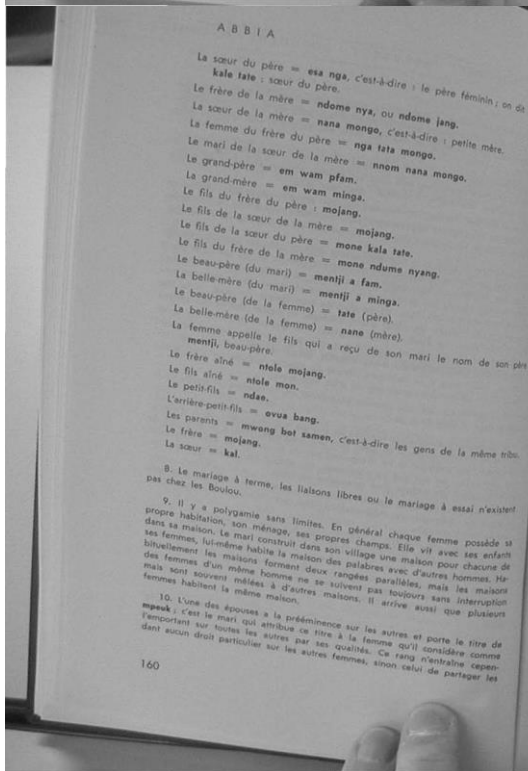 ABBIA
La sœur du père = esa nga, c'est-à-dire : le père féminin ; on dit
kale tate : sœur du père.
Le frère de la mère = ndome nya, ou ndome jang.
La sœur de la mère = nana mongo, c'est-à-dire : petite mère.
La femme du frère du père = nga tata mongo.
Le mari de la sœur de la mère = nnom nana mongo.
Le grand-père = em wam pfam.
La grand-mère = em wam minga.
Le fils du frère du père : mojang.
Le fils de la sœur de la mère = mojang.
Le fils de la sœur du père = mone kala tate.
Le fils du frère de la mère = mone ndume nyang.
Le beau-père (du mari) = mentji a fam.
La belle-mère (du mari) = mentji a minga.
Le beau-père (de la femme) = tate (père).
La belle-mère (de la femme) = nane (mère).
La femme appelle le fils qui a reçu de son mari le nom de son père
mentji, beau-père.
Le frère aîné = ntole mojang.
Le fils aîné = ntole mon.
Le petit-fils = ndae.
L'arrière-petit-fils = ovua bang.
Les parents = mwong bot samen, c'est-à-dire les gens de la même tribu.
Le frère = mojang.
La sœur = kal.
8. Le mariage à terme, les liaisons libres ou le mariage à essai n'existent
pas chez les Boulou.
9. Il y a polygamie sans limites. En général chaque femme possède sa
propre habitation, son ménage, ses propres champs. Elle vit avec ses enfants
dans sa maison. Le mari construit dans son village une maison pour chacune de
ses femmes, lui-même habite la maison des palabres avec d'autres hommes. Ha-
bituellement les maisons forment deux rangées parallèles, mais les maisons
des femmes d'un même homme ne se suivent pas toujours sans interruption
mais sont souvent mêlées à d'autres maisons. Il arrive aussi que plusieurs
femmes habitent la même maison.
10. L'une des épouses a la prééminence sur les autres et porte le titre de
mpeuk ; c'est le mari qui attribue ce titre à la femme qu'il considère comme
l'emportant sur toutes les autres par ses qualités. Ce rang n'entraîne cepen-
dant aucun droit particulier sur les autres femmes, sinon celui de partager les
160